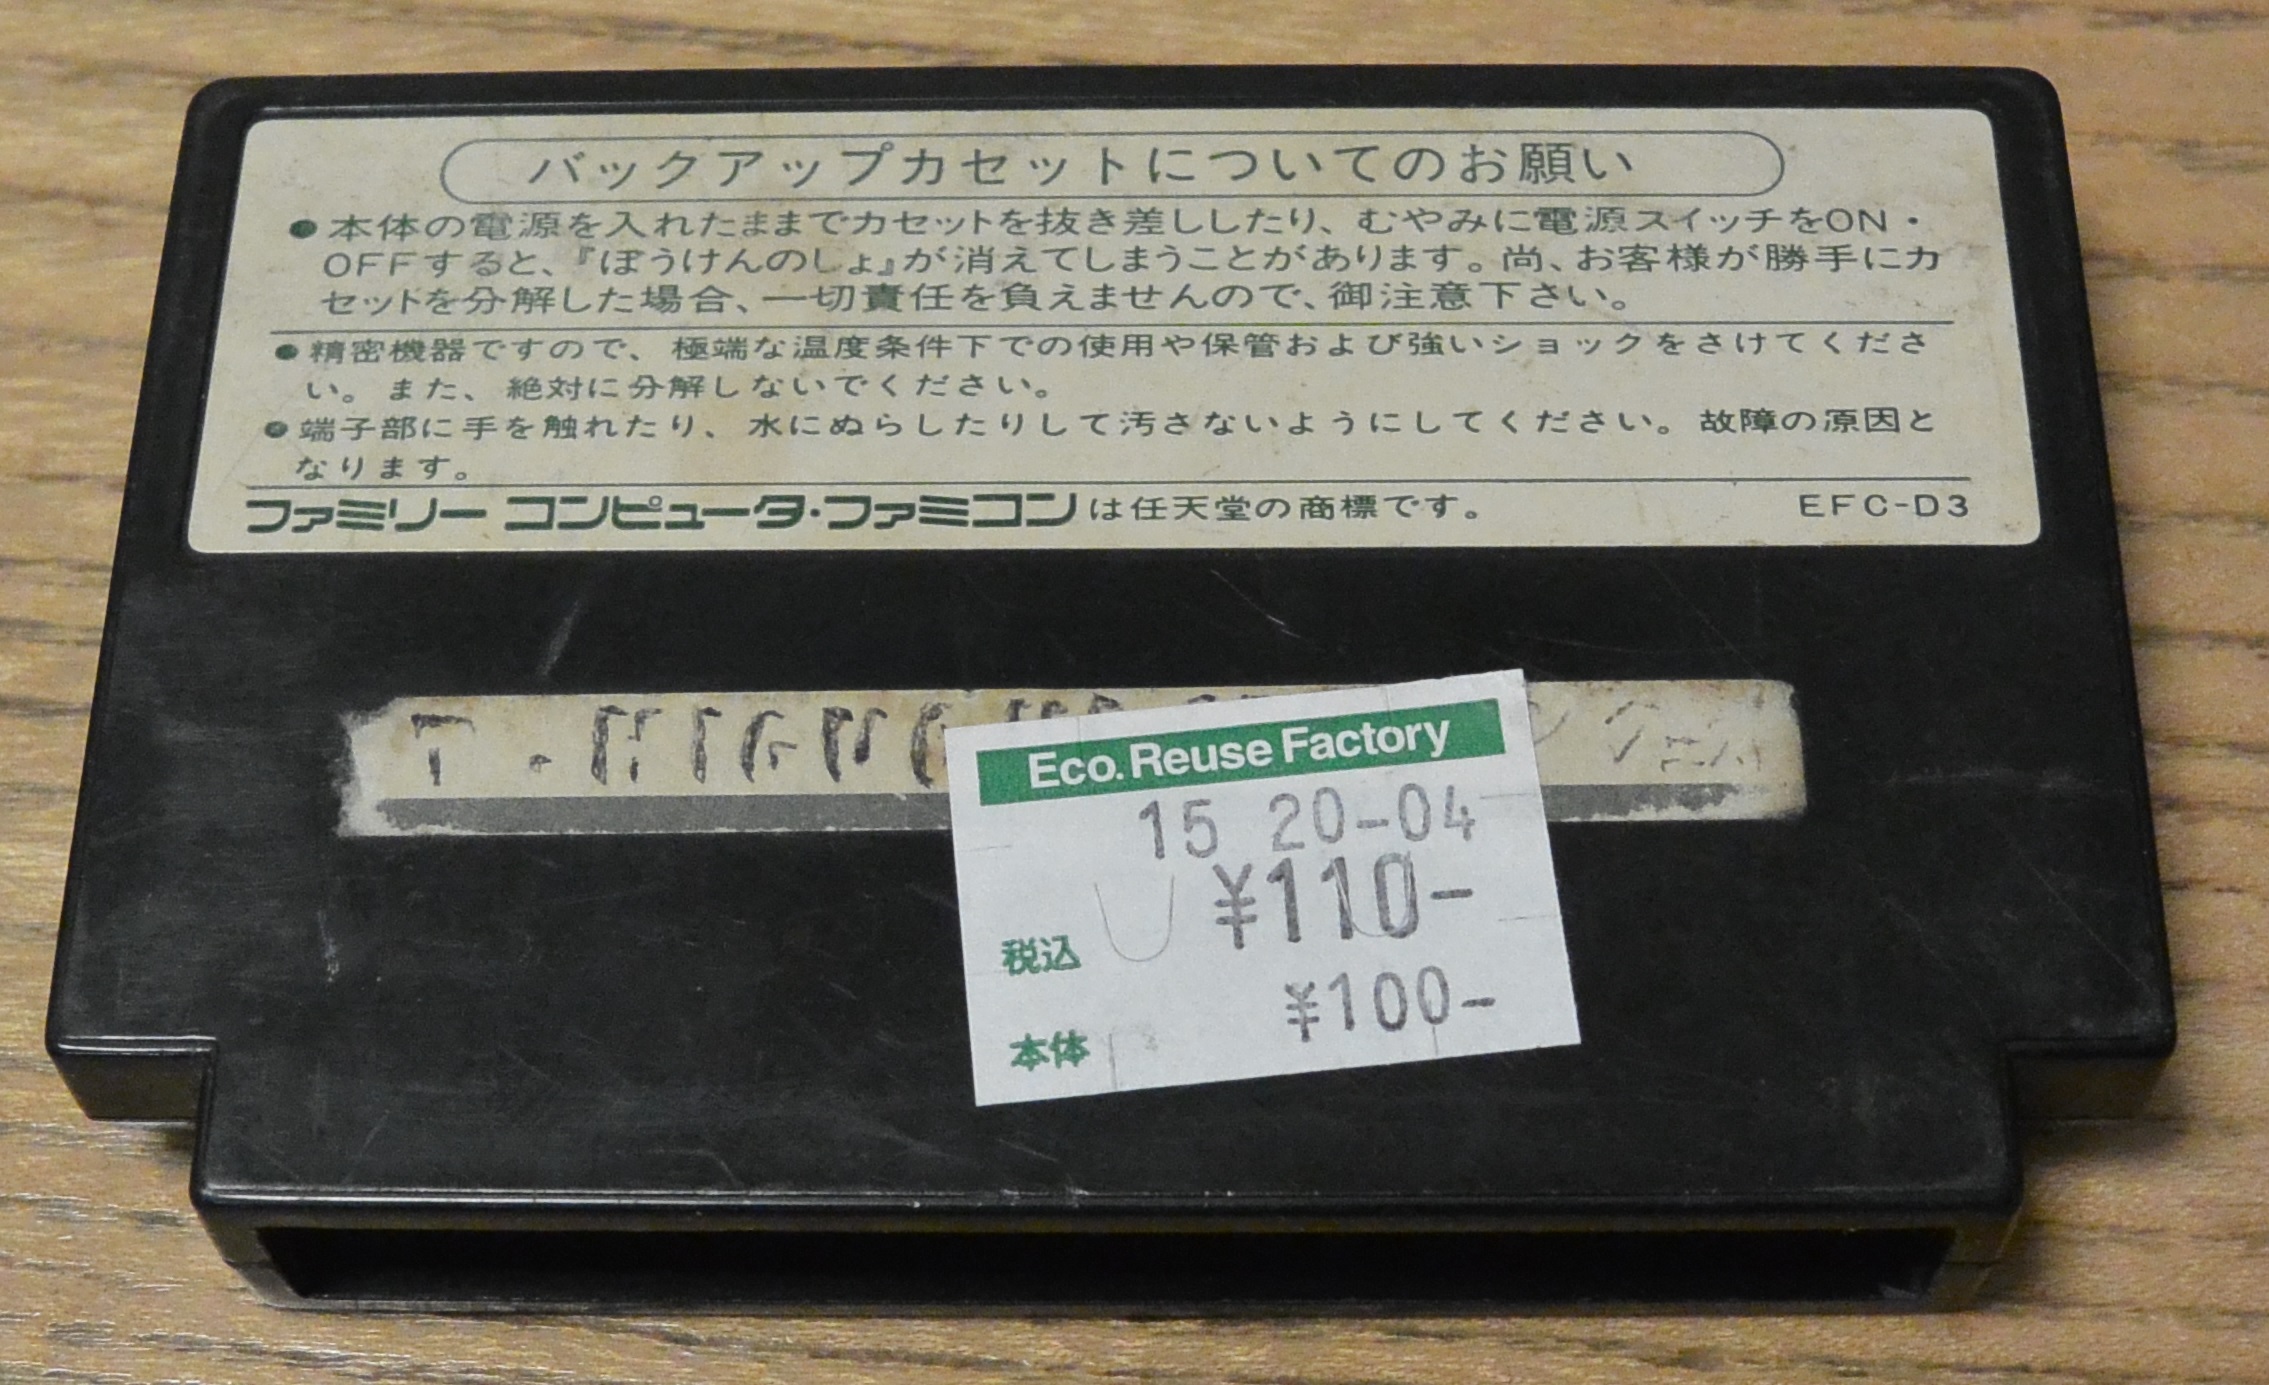 バックアップカセットについてのお願い
●本体の電源を入れたままでカセットを抜き差ししたり、むやみに電源スイッチをON・
OFFすると、『ぼうけんのしょ』が消えてしまうことがあります。尚、お客様が勝手にカ
セットを分解した場合、一切責任を負えませんので、御注意下さい。
●精密機器ですので、極端な温度条件下での使用や保管および強いショックをさけてくださ
い。また、絶対に分解しないでください。
●端子部に手を触れたり、水にぬらしたりして汚さないようにしてください。故障の原因と
なります。
ファミリー コンピュータ・ファミコンは任天堂の商標です。 EFC-D3
Eco. Reuse Factory
15 20-04
税込 ¥110-
本体 ¥100-